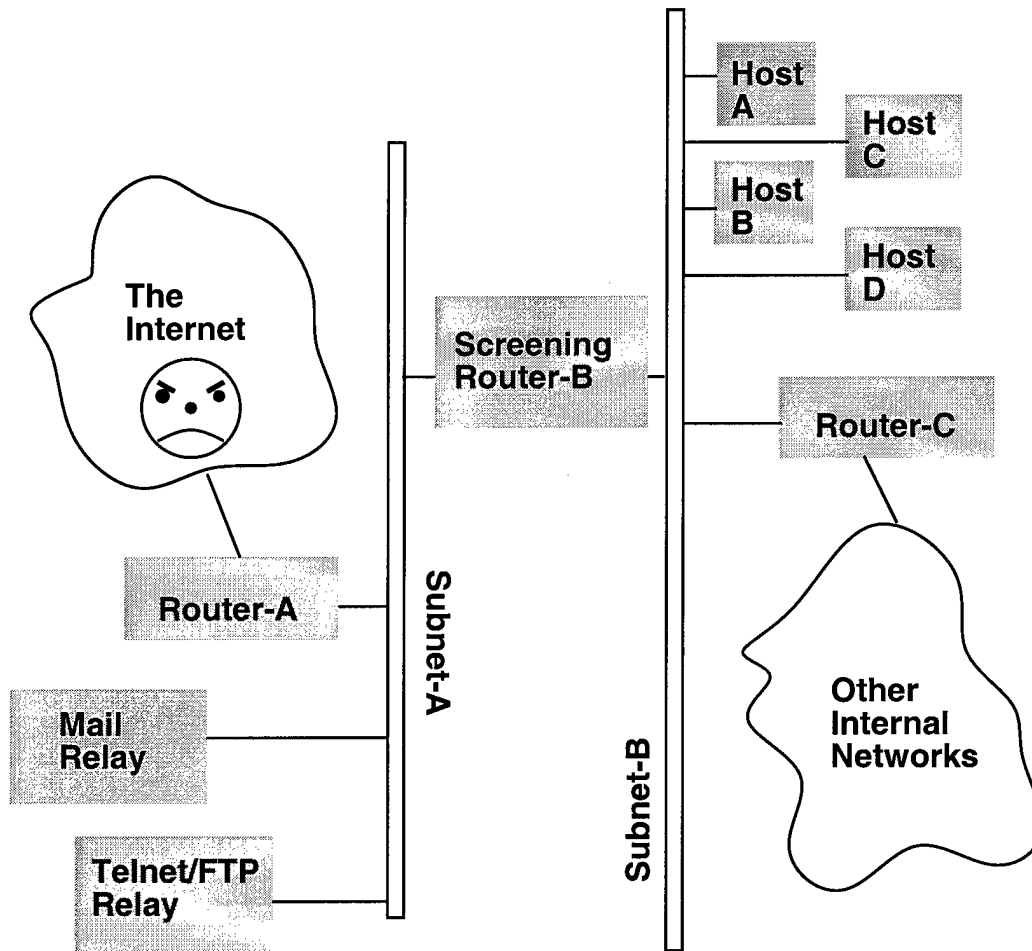 Host
A
Host
C
Host
B
Host
D
The
Internet
Screening
Router-B
Router-C
Router-A
Subnet-A
Mail
Relay
Other
Internal
Networks
Subnet-B
Telnet/FTP
Relay